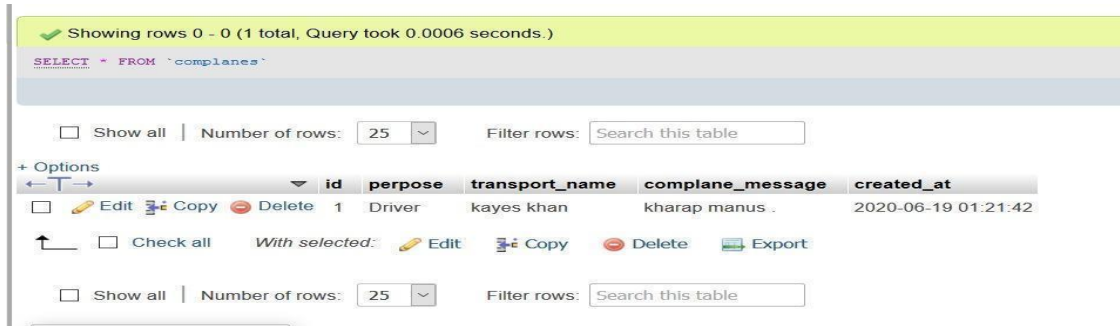 Showing rows 0 - 0 (1 total, Query took 0.0006 seconds.)
SELECT * FROM `complanes`
Show all | Number of rows: 25 Filter rows: Search this table
+ Options
←T→ id perpose transport_name complane_message created_at
Edit Copy Delete 1 Driver kayes khan kharap manus . 2020-06-19 01:21:42
Check all With selected: Edit Copy Delete Export
Show all | Number of rows: 25 Filter rows: Search this table